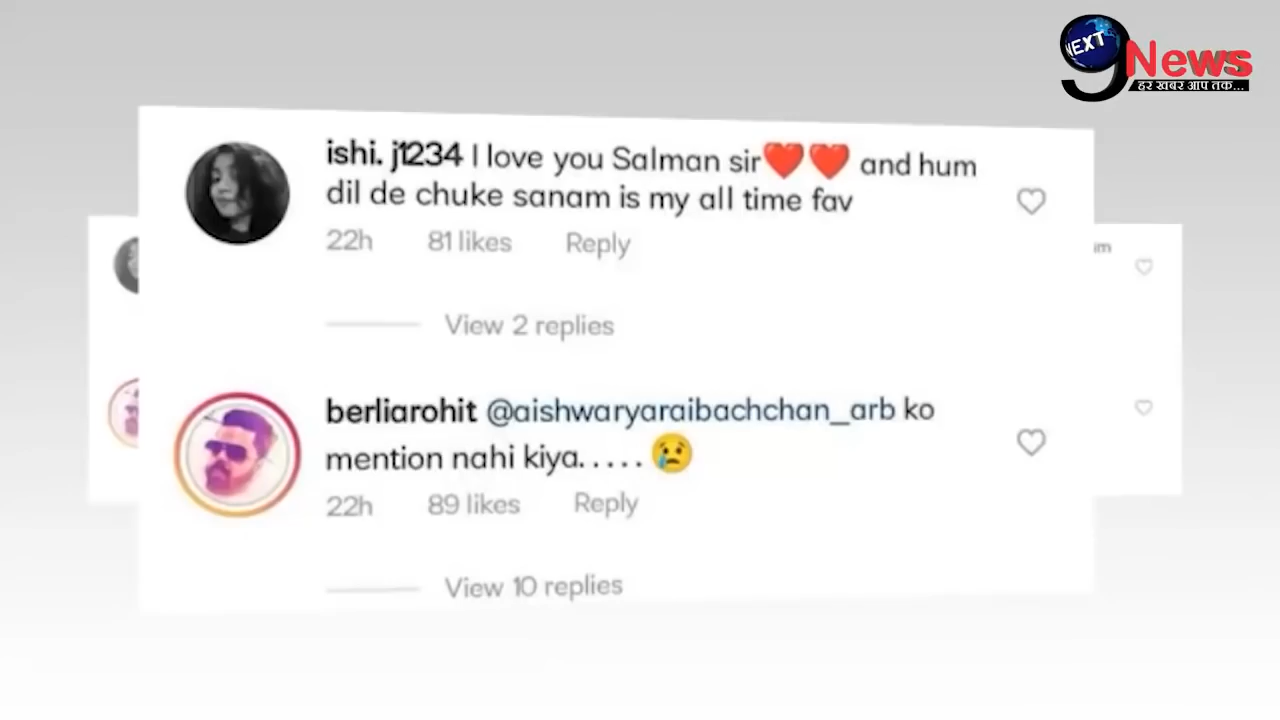 NEXT
9 News
हर खबर आप तक...
ishi. j1234 I love you Salman sir❤️❤️ and hum
dil de chuke sanam is my all time fav
22h 81 likes Reply
View 2 replies
berliarohit @aishwaryaraibachchan_arb ko
mention nahi kiya..... 😢
22h 89 likes Reply
View 10 replies